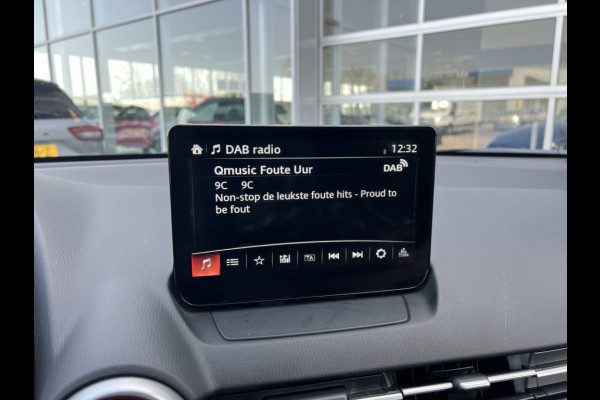 DAB radio 12:32
Qmusic Foute Uur DAB
9C 9C
Non-stop de leukste foute hits - Proud to
be fout
TA